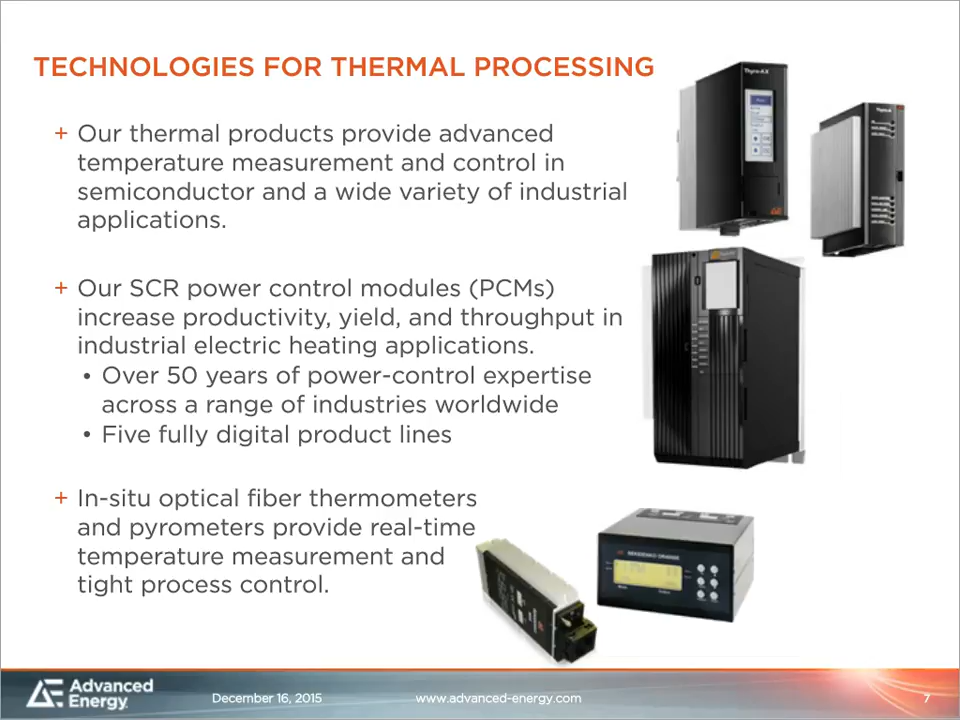 TECHNOLOGIES FOR THERMAL PROCESSING
+ Our thermal products provide advanced
temperature measurement and control in
semiconductor and a wide variety of industrial
applications.
+ Our SCR power control modules (PCMs)
increase productivity, yield, and throughput in
industrial electric heating applications.
• Over 50 years of power-control expertise
across a range of industries worldwide
• Five fully digital product lines
+ In-situ optical fiber thermometers
and pyrometers provide real-time
temperature measurement and
tight process control.
Thyro-AX
Thyro-A
Advanced
Energy
December 16, 2015
www.advanced-energy.com
7